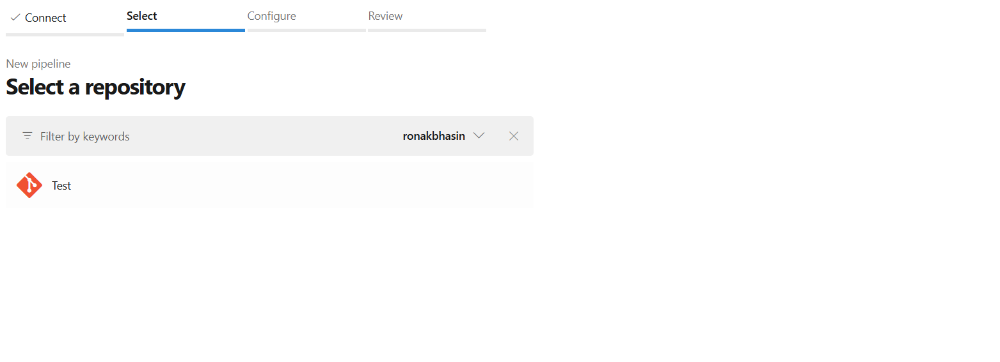 Connect Select Configure Review
New pipeline
Select a repository
Filter by keywords ronakbhasin
Test